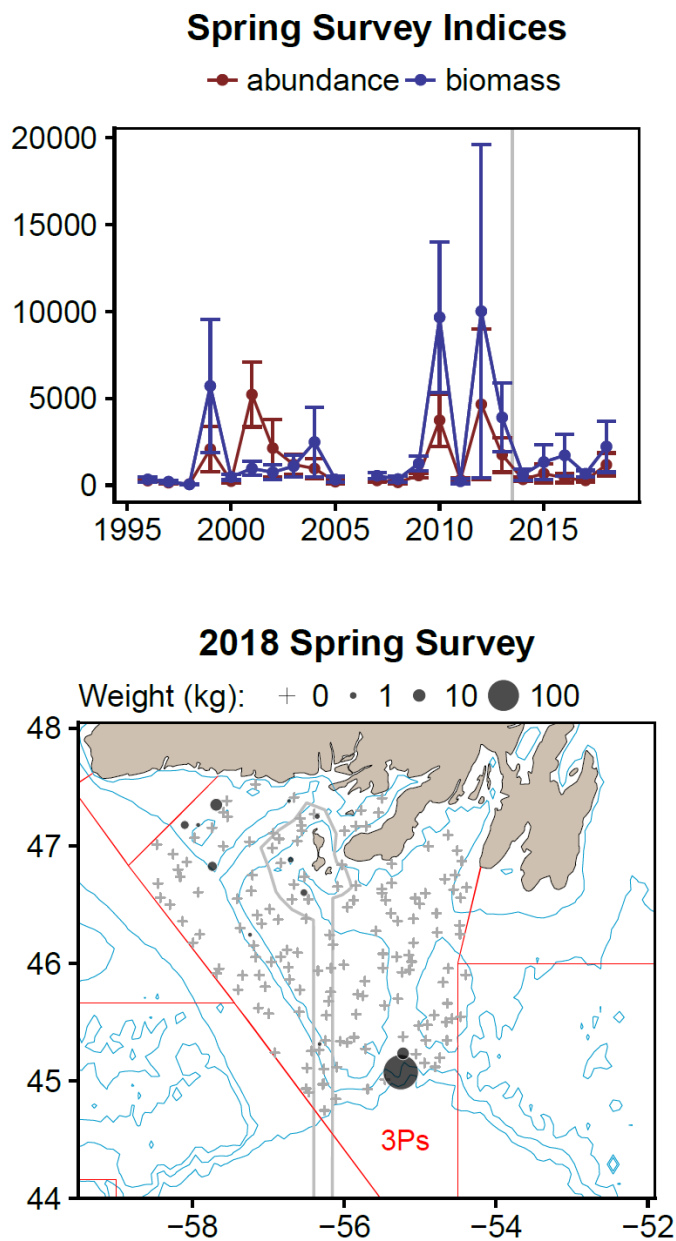 Spring Survey Indices
abundance biomass
20000
15000
10000
5000
0
1995 2000 2005 2010 2015
2018 Spring Survey
Weight (kg): 0 1 10 100
48
47
46
45
3Ps
44
−58 −56 −54 −52